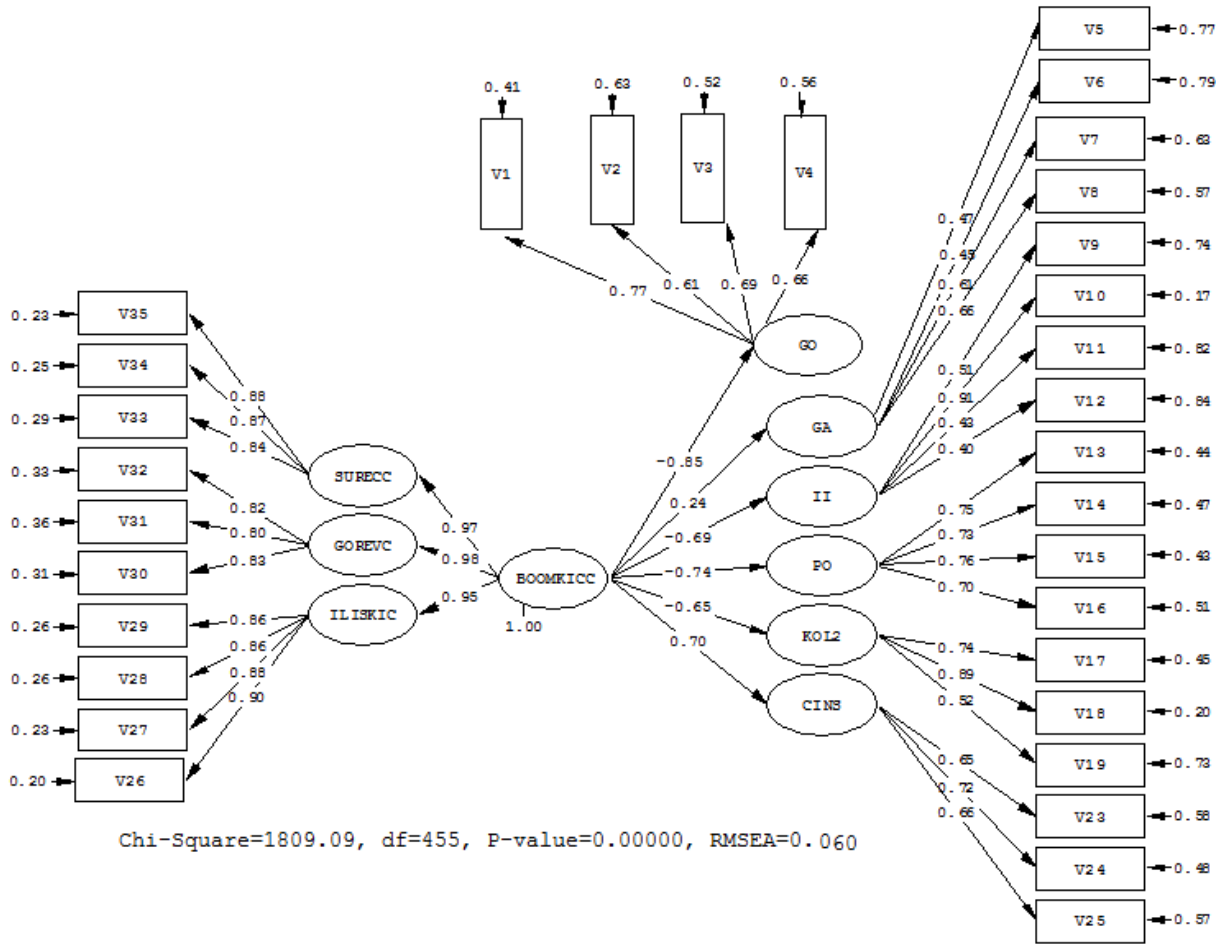 V5
0.77
V6
0.79
0.41
0.63
0.52
0.56
V7
0.63
V1
V2
V3
V4
V8
0.57
0.47
0.45
0.61
0.66
V9
0.74
0.77
0.61
0.69
0.66
V10
0.17
0.23
V35
GO
V11
0.82
0.25
V34
0.51
0.91
0.43
0.40
V12
0.84
0.29
V33
0.88
0.87
0.84
GA
V13
0.44
0.33
V32
SURECC
-0.85
0.24
-0.69
-0.74
-0.65
0.70
II
V14
0.47
0.36
V31
0.82
0.80
0.83
GOREVC
0.97
0.98
0.95
0.75
0.73
0.76
0.70
V15
0.43
0.31
V30
BOOMKICC
1.00
PO
V16
0.51
0.26
V29
0.86
0.86
0.88
0.90
ILISKIC
KOL2
0.74
0.89
0.52
V17
0.45
0.26
V28
CINS
V18
0.20
0.23
V27
0.65
0.72
0.66
V19
0.73
0.20
V26
V23
0.58
Chi-Square=1809.09, df=455, P-value=0.00000, RMSEA=0.060
V24
0.48
V25
0.57